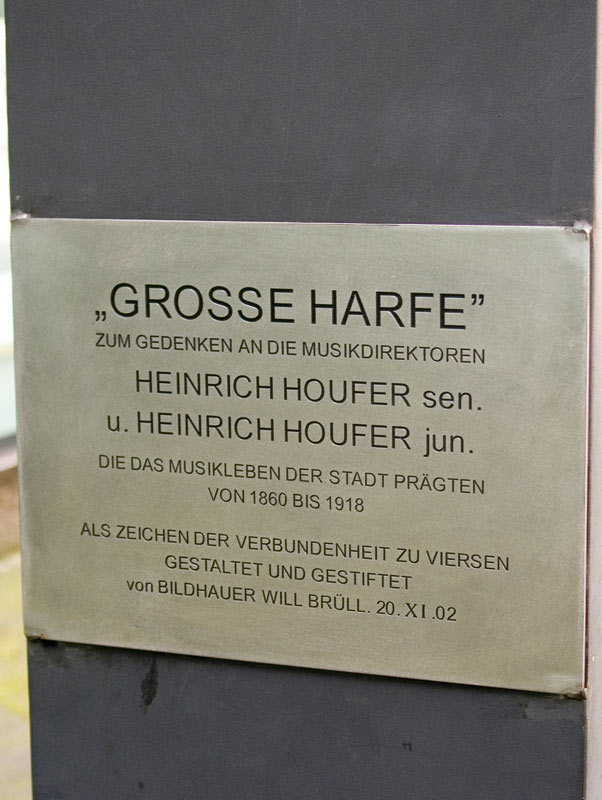 „GROSSE HARFE”
ZUM GEDENKEN AN DIE MUSIKDIREKTOREN
HEINRICH HOUFER sen.
u. HEINRICH HOUFER jun.
DIE DAS MUSIKLEBEN DER STADT PRÄGTEN
VON 1860 BIS 1918
ALS ZEICHEN DER VERBUNDENHEIT ZU VIERSEN
GESTALTET UND GESTIFTET
von BILDHAUER WILL BRÜLL. 20. XI.02